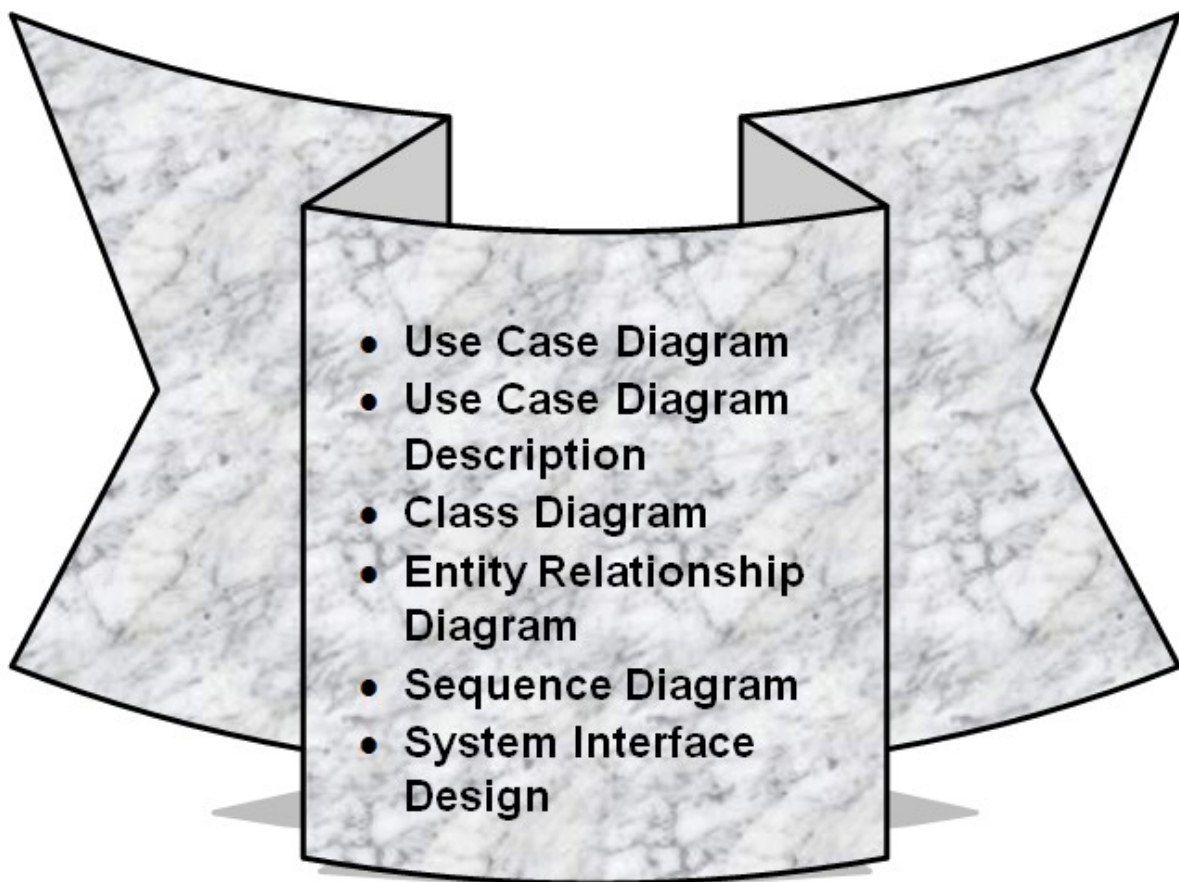 • Use Case Diagram
• Use Case Diagram
Description
• Class Diagram
• Entity Relationship
Diagram
• Sequence Diagram
• System Interface
Design